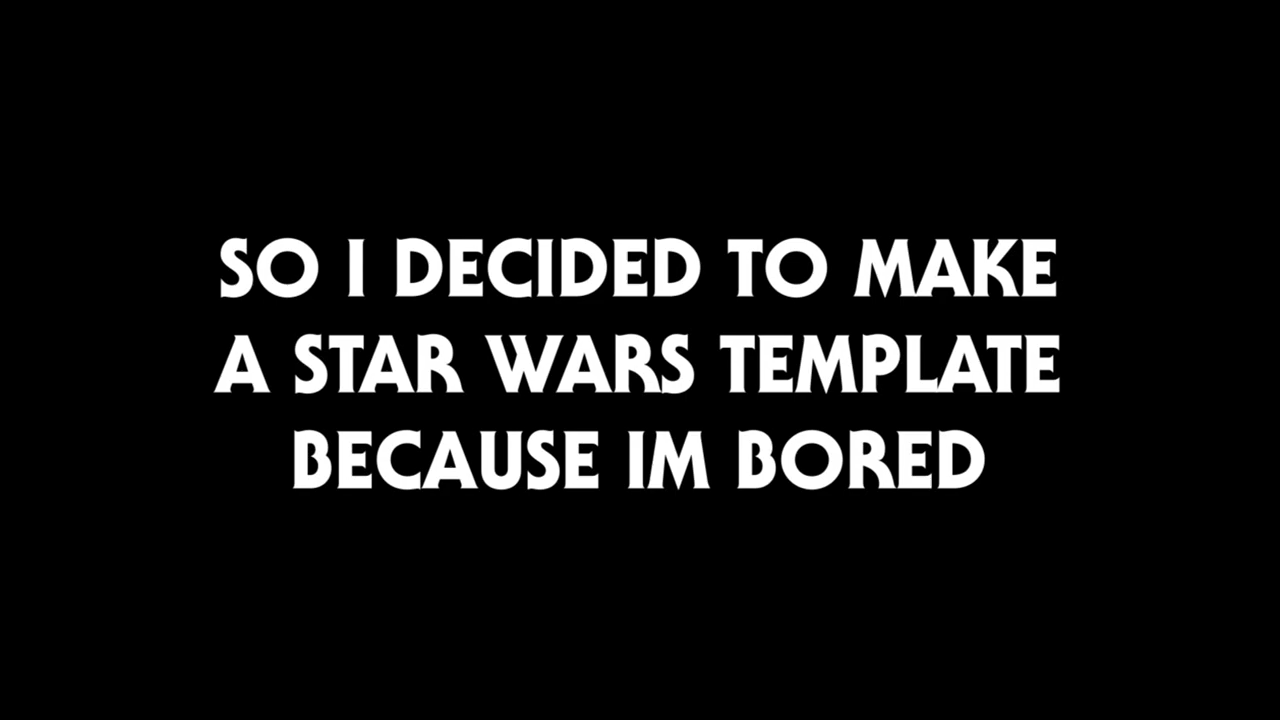 SO I DECIDED TO MAKE
A STAR WARS TEMPLATE
BECAUSE IM BORED